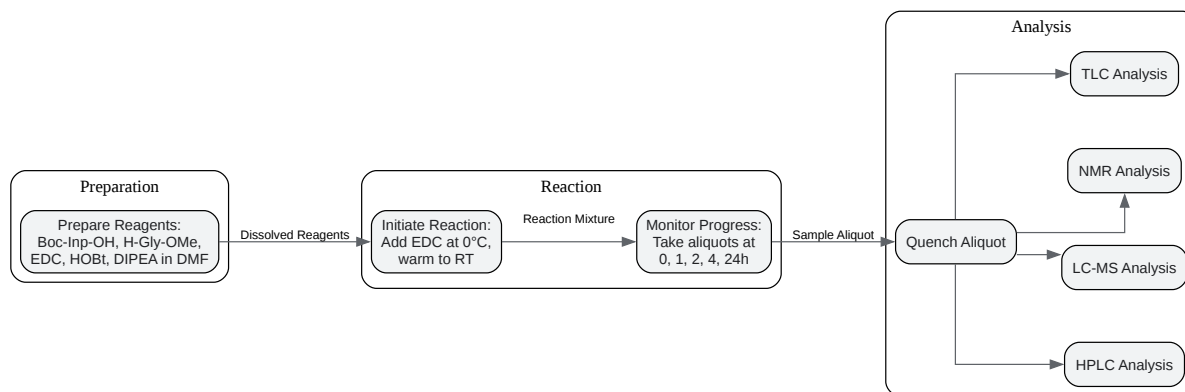 Preparation
Prepare Reagents:
Boc-Inp-OH, H-Gly-OMe,
EDC, HOBt, DIPEA in DMF
Dissolved Reagents
Reaction
Initiate Reaction:
Add EDC at 0°C,
warm to RT
Reaction Mixture
Monitor Progress:
Take aliquots at
0, 1, 2, 4, 24h
Sample Aliquot
Analysis
Quench Aliquot
TLC Analysis
NMR Analysis
LC-MS Analysis
HPLC Analysis